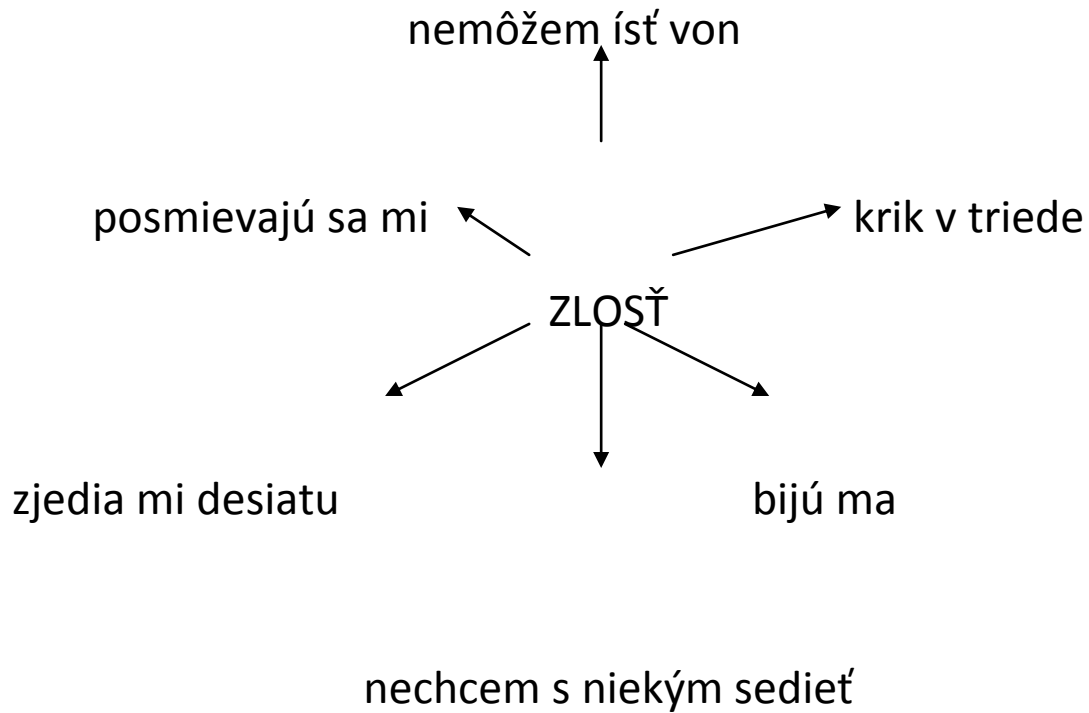 nemôžem ísť von
posmievajú sa mi
krik v triede
ZLOSŤ
zjedia mi desiatu
bijú ma
nechcem s niekým sedieť